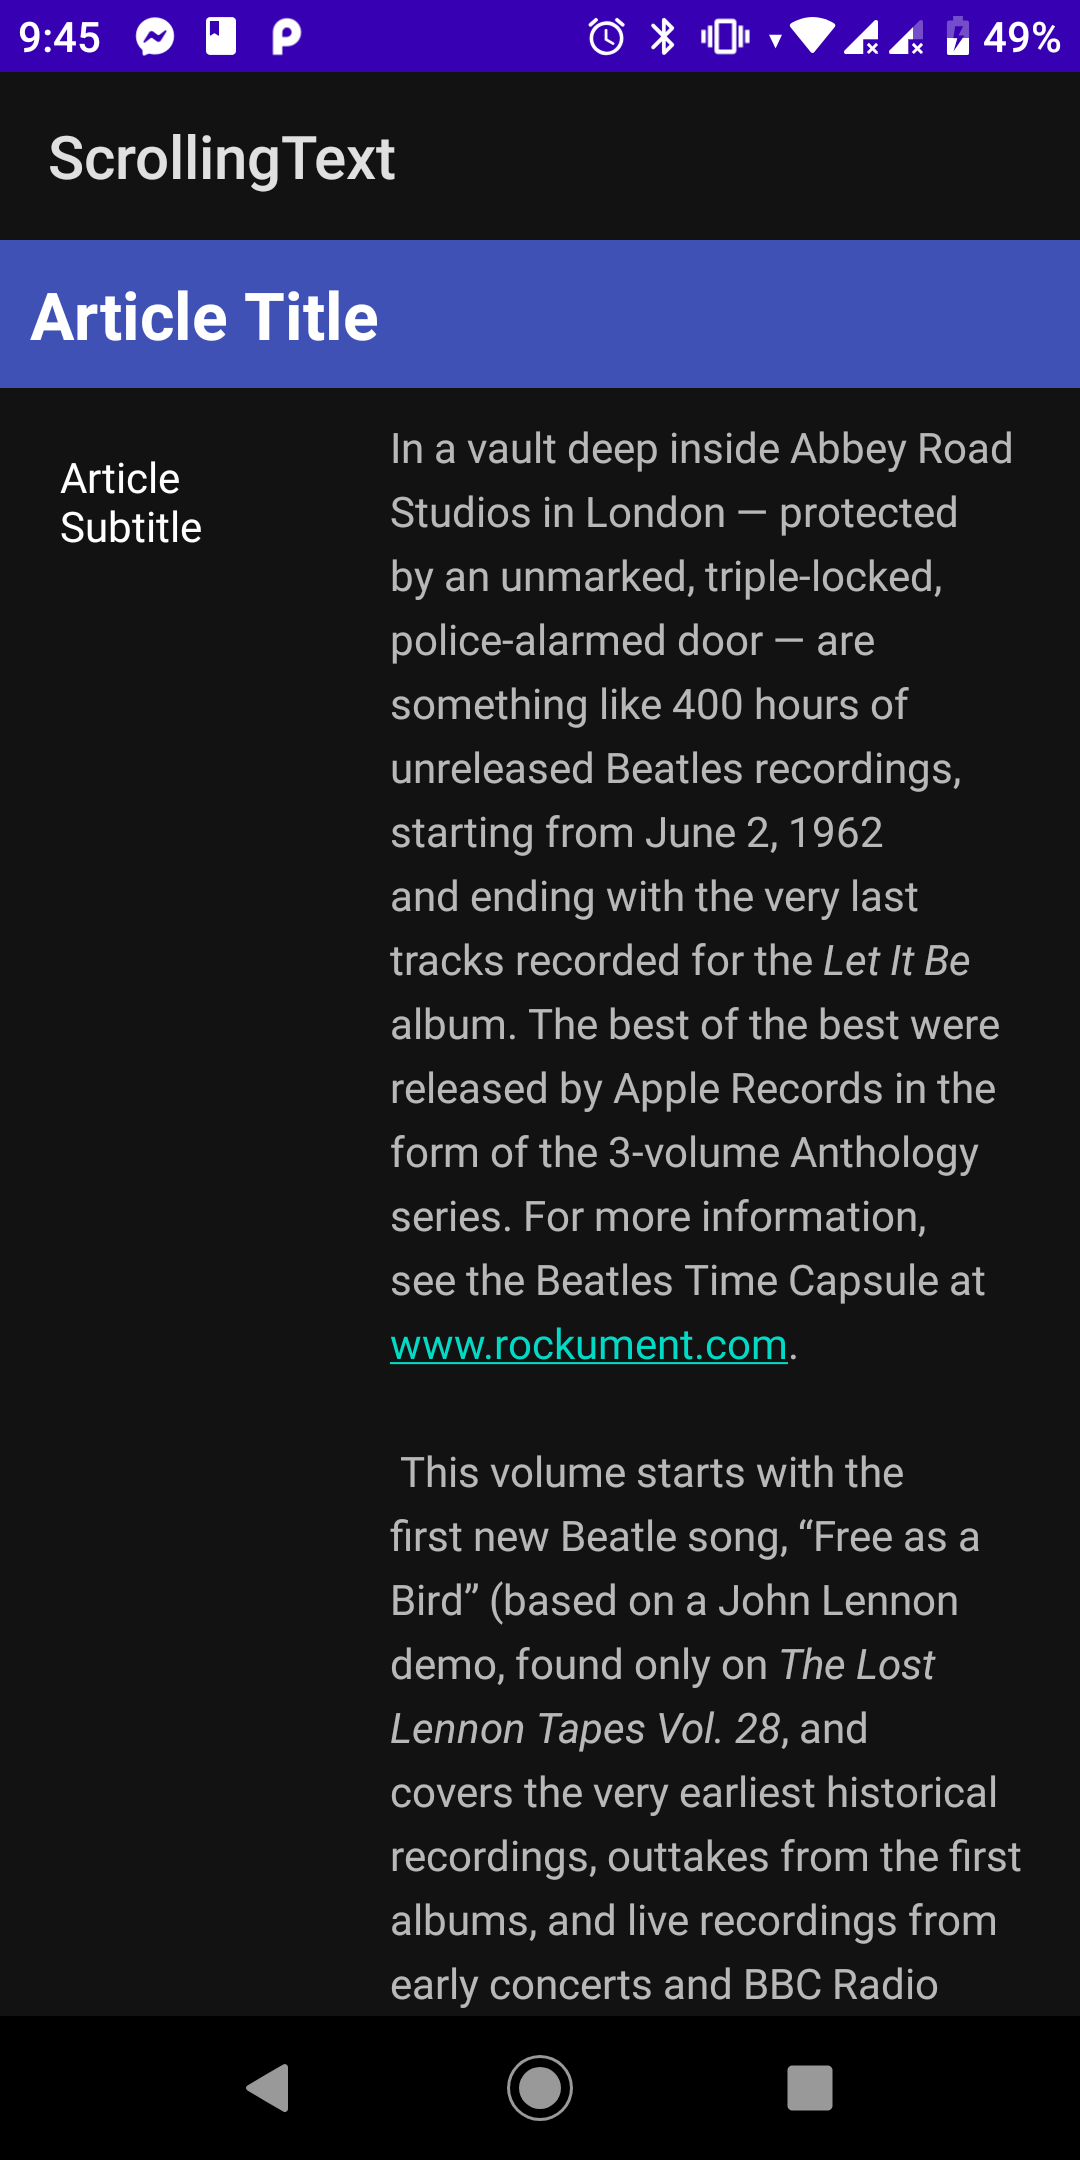 9:45
49%
ScrollingText
Article Title
Article
Subtitle
In a vault deep inside Abbey Road
Studios in London — protected
by an unmarked, triple-locked,
police-alarmed door — are
something like 400 hours of
unreleased Beatles recordings,
starting from June 2, 1962
and ending with the very last
tracks recorded for the Let It Be
album. The best of the best were
released by Apple Records in the
form of the 3-volume Anthology
series. For more information,
see the Beatles Time Capsule at
www.rockument.com.
This volume starts with the
first new Beatle song, “Free as a
Bird” (based on a John Lennon
demo, found only on The Lost
Lennon Tapes Vol. 28, and
covers the very earliest historical
recordings, outtakes from the first
albums, and live recordings from
early concerts and BBC Radio